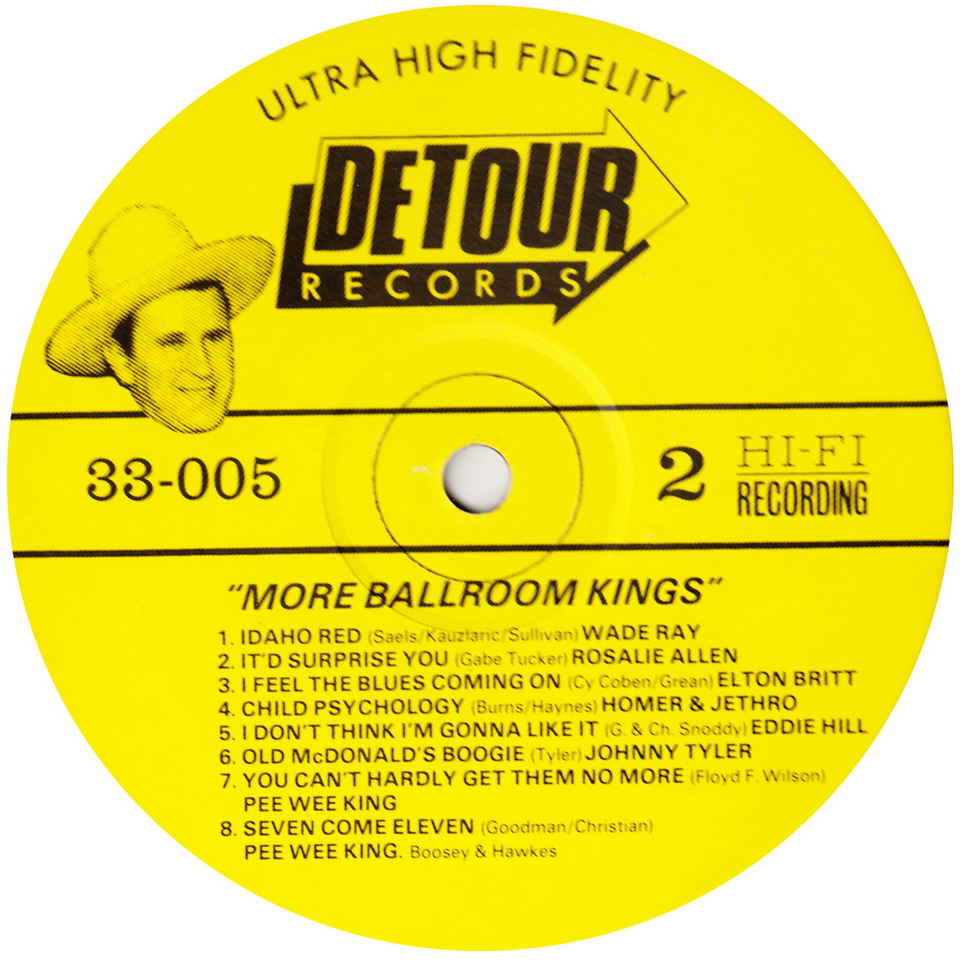 ULTRA HIGH FIDELITY
DETOUR
RECORDS
33-005
2
HI-FI
RECORDING
"MORE BALLROOM KINGS"
1. IDAHO RED (Saels/Kauzlaric/Sullivan) WADE RAY
2. IT'D SURPRISE YOU (Gabe Tucker) ROSALIE ALLEN
3. I FEEL THE BLUES COMING ON (Cy Coben/Grean) ELTON BRITT
4. CHILD PSYCHOLOGY (Burns/Haynes) HOMER & JETHRO
5. I DON'T THINK I'M GONNA LIKE IT (G. & Ch. Snoddy) EDDIE HILL
6. OLD McDONALD'S BOOGIE (Tyler) JOHNNY TYLER
7. YOU CAN'T HARDLY GET THEM NO MORE (Floyd F. Wilson)
PEE WEE KING
8. SEVEN COME ELEVEN (Goodman/Christian)
PEE WEE KING. Boosey & Hawkes